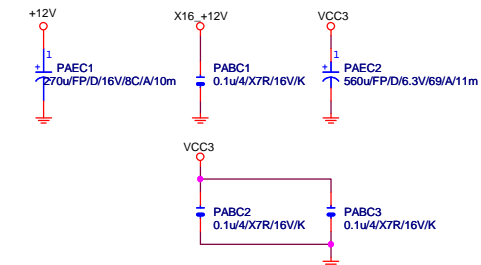 +12V
X16_+12V
VCC3
1
+
PAEC1
270u/FP/D/16V/8C/A/10m
PABC1
0.1u/4/X7R/16V/K
1
+
PAEC2
560u/FP/D/6.3V/69/A/11m
VCC3
PABC2
0.1u/4/X7R/16V/K
PABC3
0.1u/4/X7R/16V/K